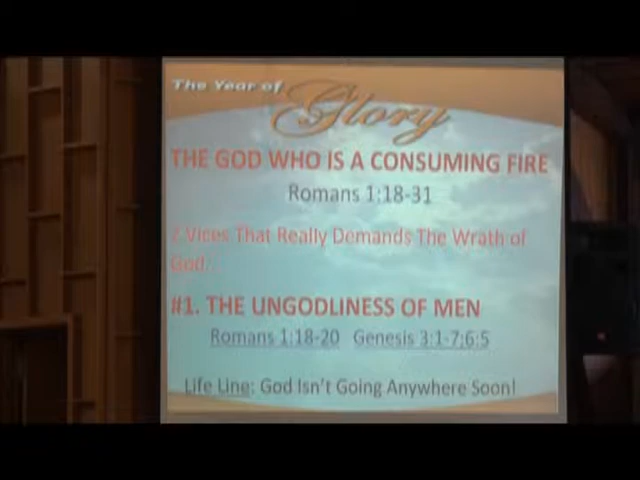 The Year of
Glory
THE GOD WHO IS A CONSUMING FIRE
Romans 1:18-31
2 Vices That Really Demands The Wrath of
God:
#1. THE UNGODLINESS OF MEN
Romans 1:18-20 Genesis 3:1-7;6:5
Life Line: God Isn't Going Anywhere Soon!